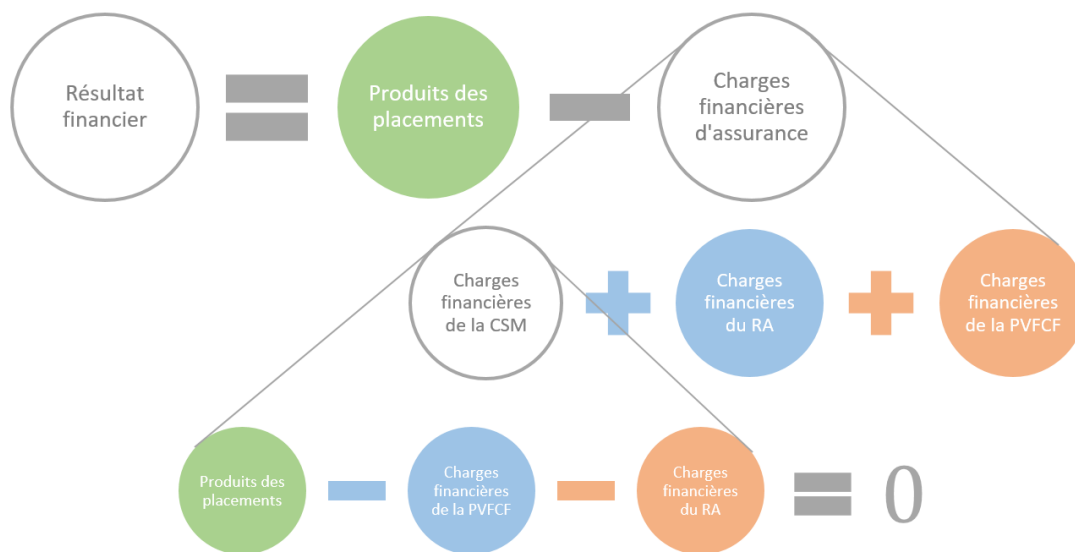 Résultat
financier
Produits des
placements
Charges
financières
d'assurance
Charges
financières
de la CSM
Charges
financières
du RA
Charges
financières
de la PVFCF
Produits des
placements
Charges
financières
de la PVFCF
Charges
financières
du RA
= 0